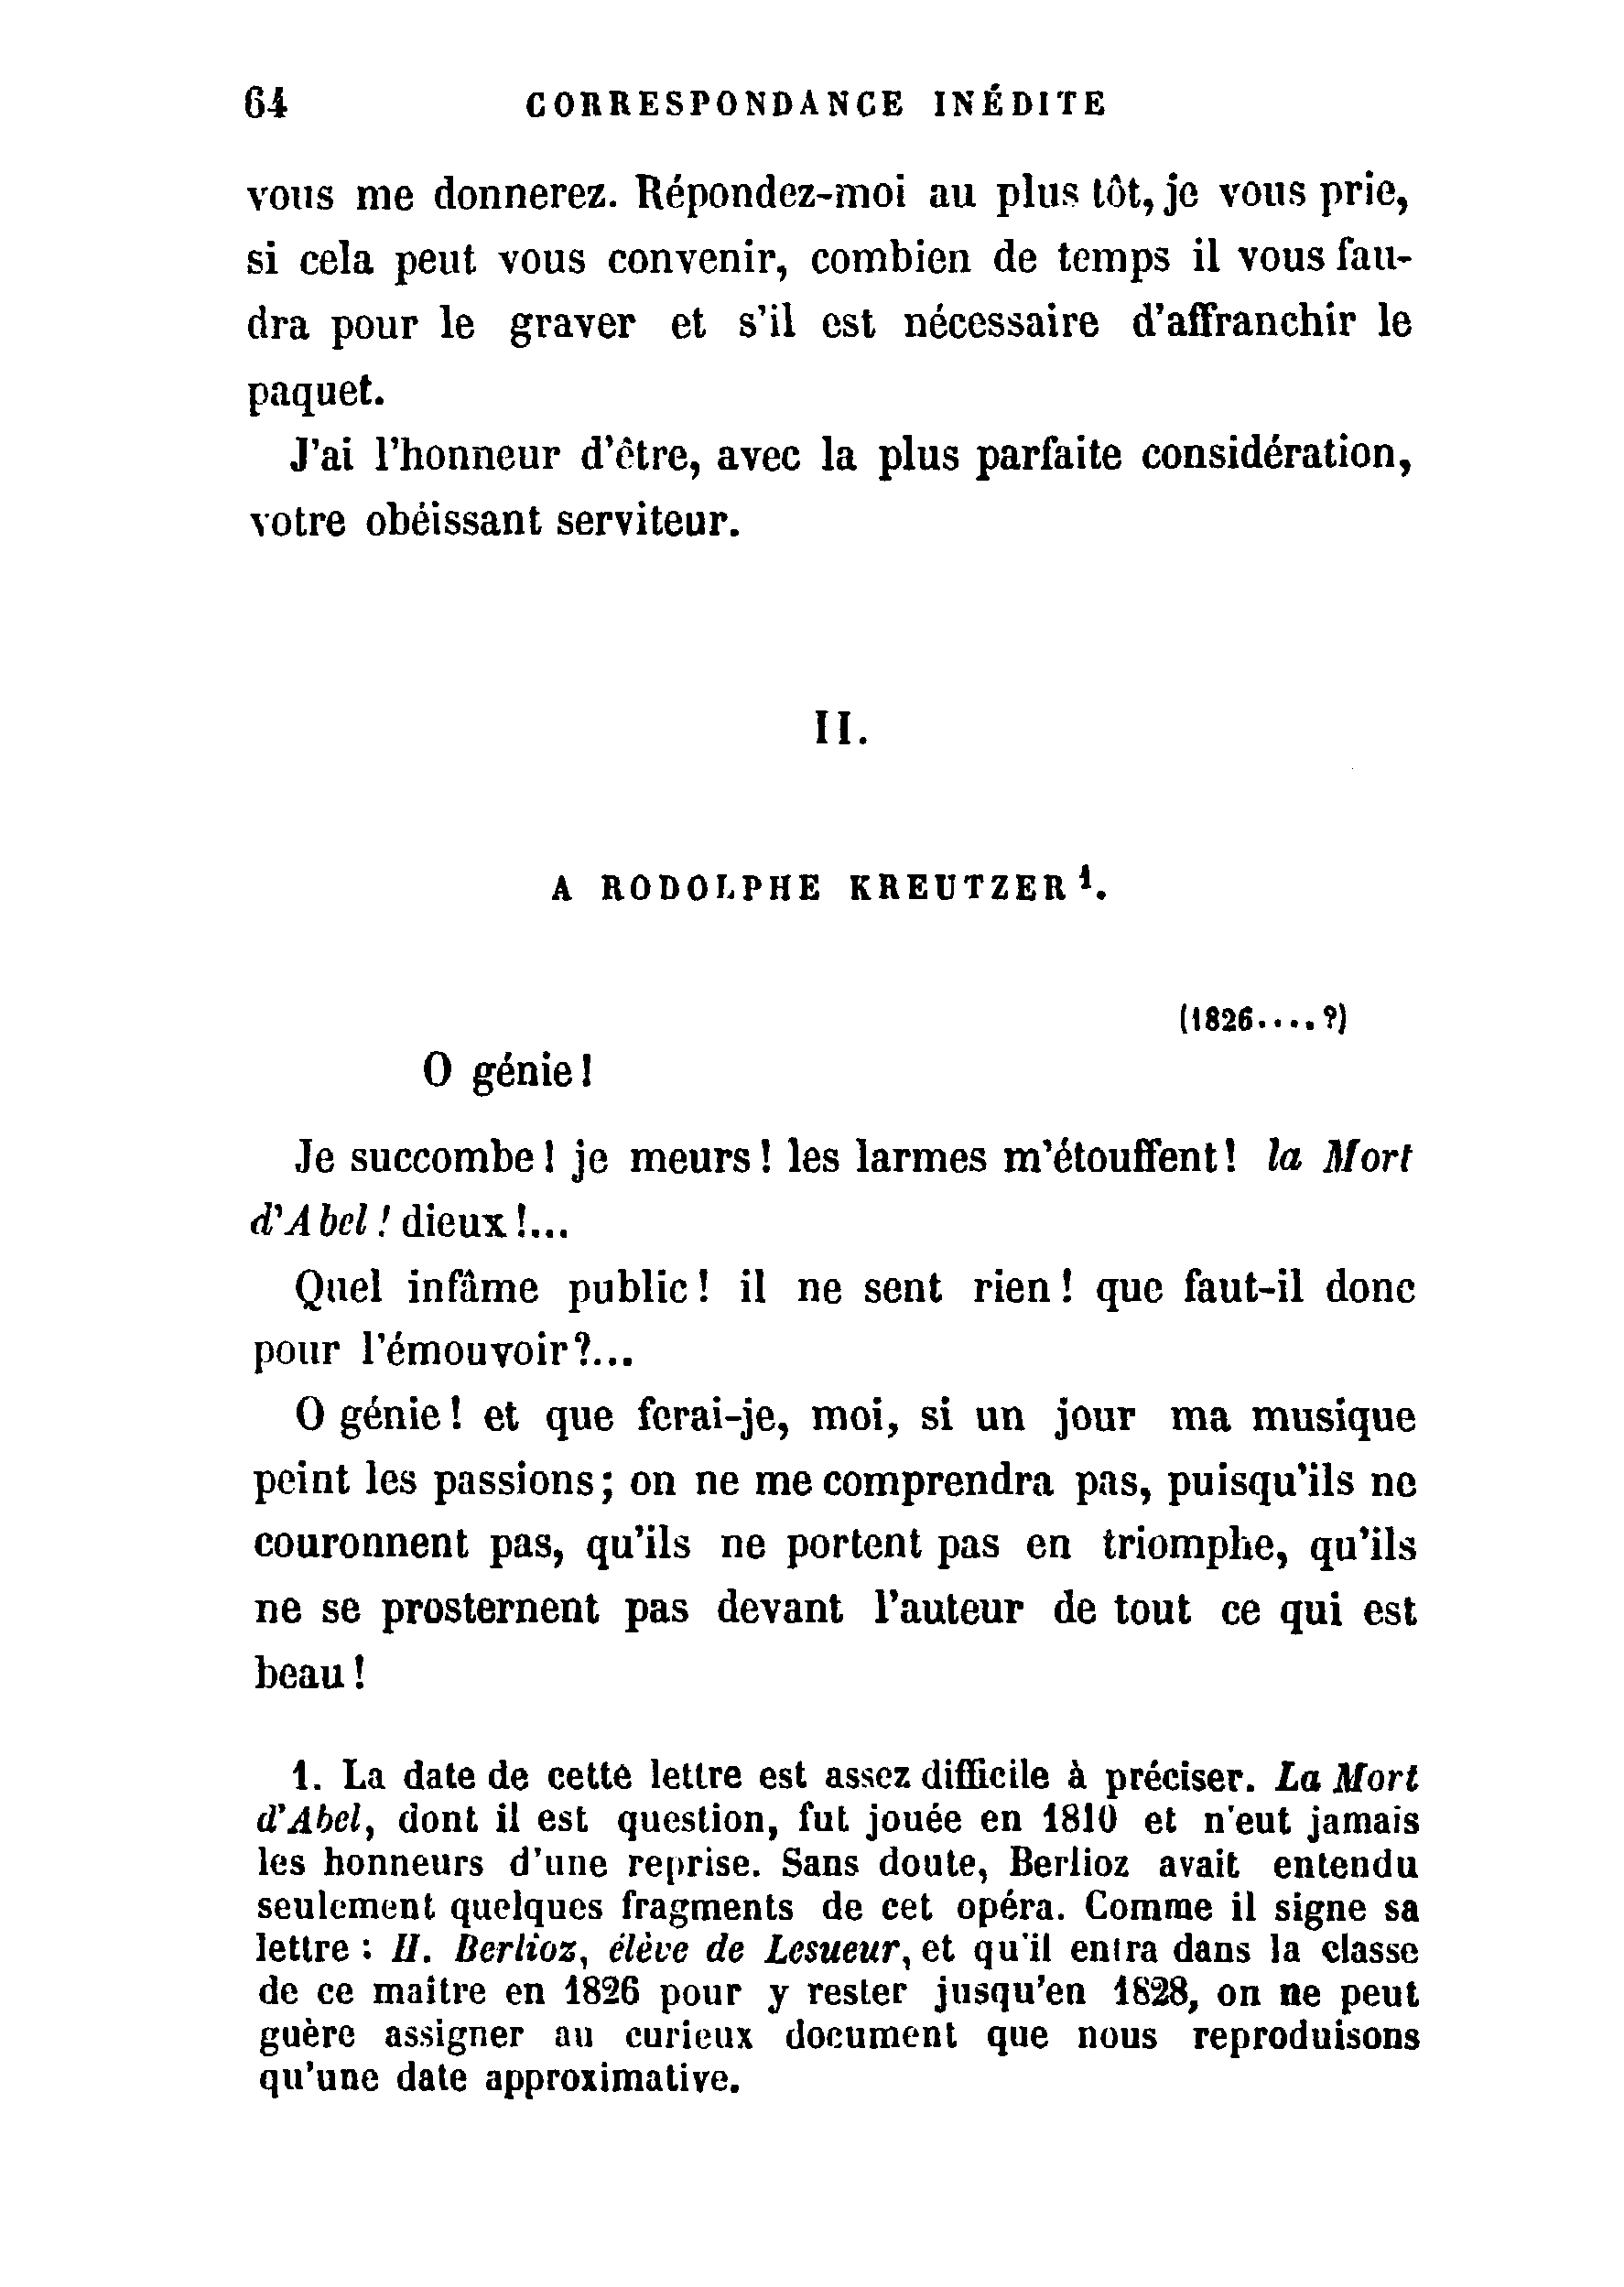 64 CORRESPONDANCE INÉDITE
vous me donnerez. Répondez-moi au plus tôt, je vous prie,
si cela peut vous convenir, combien de temps il vous fau-
dra pour le graver et s'il est nécessaire d'affranchir le
paquet.
J'ai l'honneur d'être, avec la plus parfaite considération,
votre obéissant serviteur.
II.
A RODOLPHE KREUTZER¹.
(1826....?)
O génie!
Je succombe! je meurs! les larmes m'étouffent! la Mort
d'Abel! dieux!...
Quel infâme public! il ne sent rien! que faut-il donc
pour l'émouvoir?...
O génie! et que ferai-je, moi, si un jour ma musique
peint les passions; on ne me comprendra pas, puisqu'ils ne
couronnent pas, qu'ils ne portent pas en triomphe, qu'ils
ne se prosternent pas devant l'auteur de tout ce qui est
beau!
1. La date de cette lettre est assez difficile à préciser. La Mort
d'Abel, dont il est question, fut jouée en 1810 et n'eut jamais
les honneurs d'une reprise. Sans doute, Berlioz avait entendu
seulement quelques fragments de cet opéra. Comme il signe sa
lettre : H. Berlioz, élève de Lesueur, et qu'il entra dans la classe
de ce maître en 1826 pour y rester jusqu'en 1828, on ne peut
guère assigner au curieux document que nous reproduisons
qu'une date approximative.